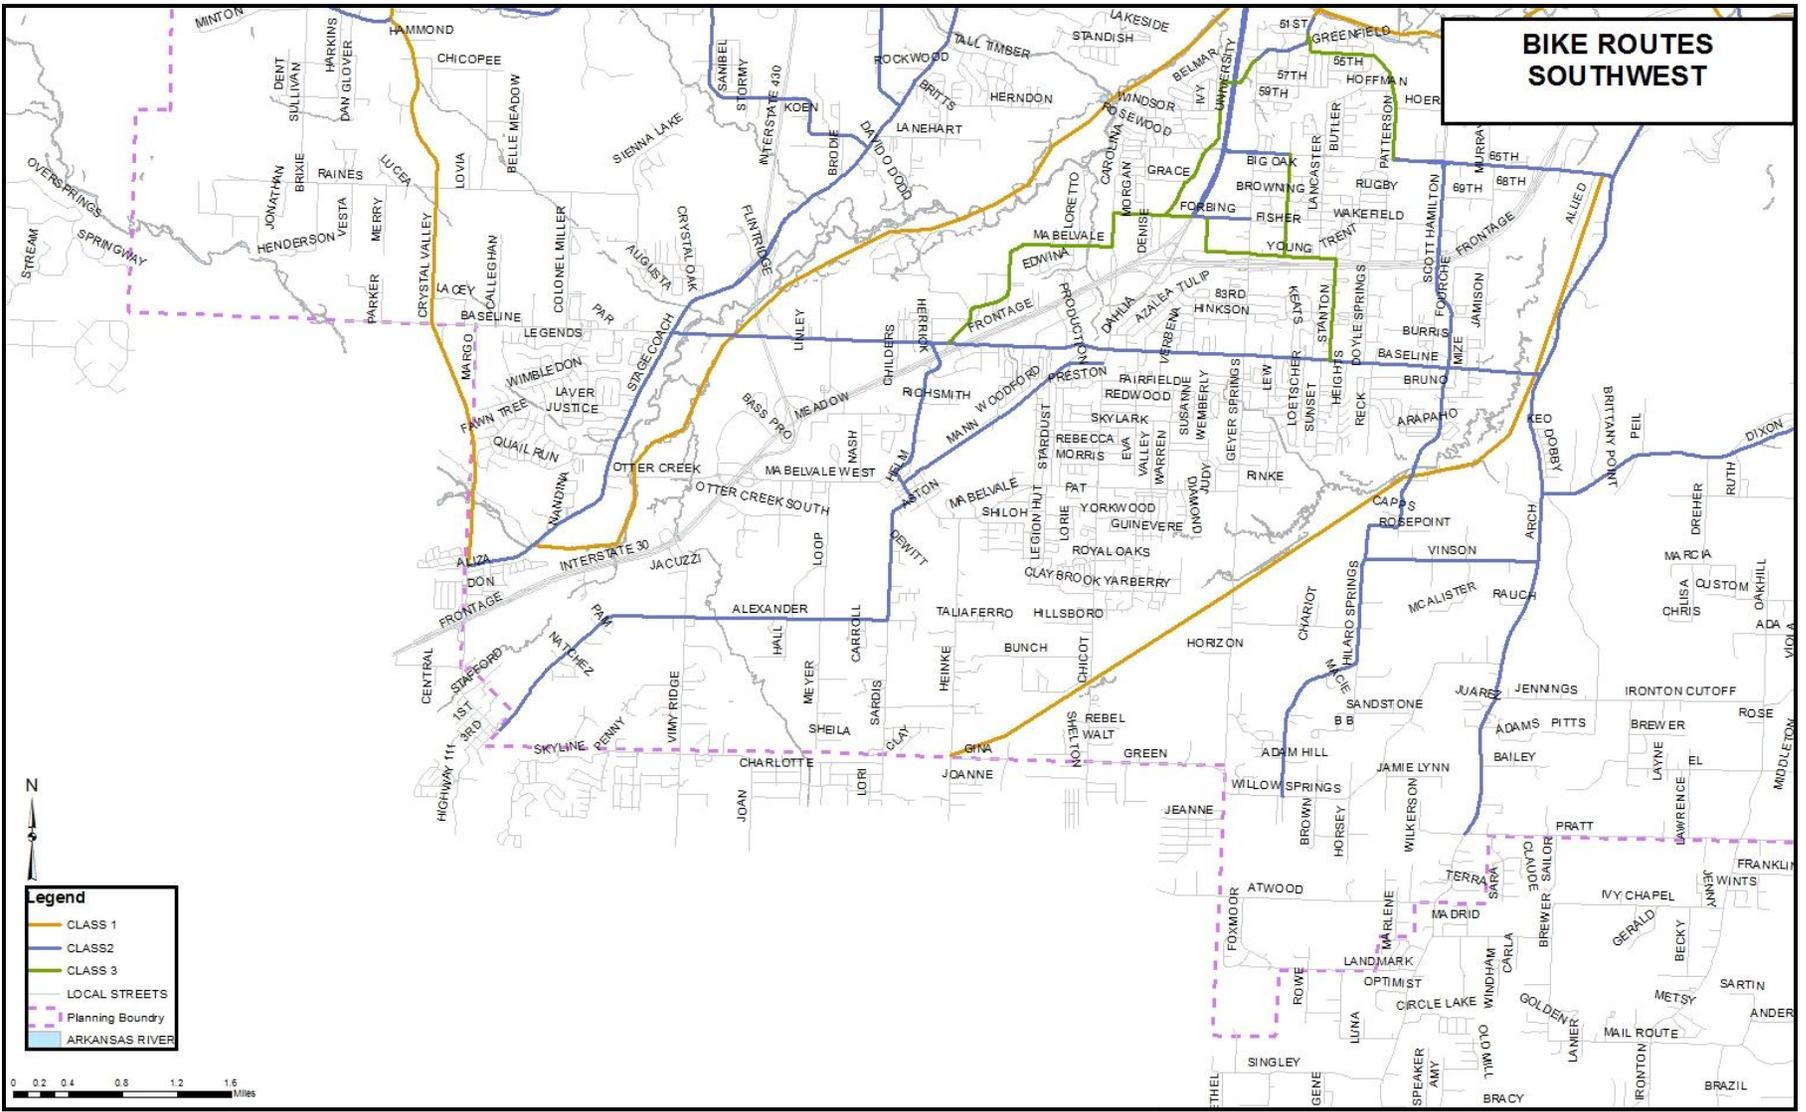 BIKE ROUTES
SOUTHWEST
MINTON
HAMMOND
CHICOPEE
DENT
SULLIVAN
HARKINS
DAN GLOVER
BELLE MEADOW
SANIBEL
STORMY
INTERSTATE 430
KOEN
ROCKWOOD
TALL TIMBER
BRITTS
HERNDON
LANEHART
LAKESIDE
STANDISH
BELMAR
WINDSOR
ROSEWOOD
IVY
UNIVERSITY
51ST
GREENFIELD
55TH
57TH
59TH
HOFFMAN
HOER
BUTLER
LANCASTER
PATTERSON
MURRAY
65TH
68TH
69TH
SIENNA LAKE
BRODIE
DAVID O DODD
CAROLINA
MORGAN
GRACE
BIG OAK
BROWNING
RUGBY
FORBING
FISHER
WAKEFIELD
YOUNG
TRENT
SCOTT HAMILTON
FRONTAGE
ALLIED
OVERSPRINGS
SPRINGWAY
STREAM
JONATHAN
BRIXIE
RAINES
VESTA
MERRY
LUCEA
LOVIA
HENDERSON
CRYSTAL VALLEY
CALLEGHAN
COLONEL MILLER
CRYSTAL OAK
AUGUSTA
FLINTRIDGE
LORETTO
DENISE
MABELVALE
EDWINA
PARKER
LACEY
BASELINE
LEGENDS
PAR
STAGECOACH
LINLEY
CHILDERS
HERRICK
FRONTAGE
PRODUCTION
DAHLIA
AZALEA
TULIP
VERBENA
83RD
HINKSON
KEATS
STANTON
DOYLE SPRINGS
FOURCHE
JAMISON
BURRIS
MIZE
BASELINE
BRUNO
MARGO
WIMBLEDON
LAVER
JUSTICE
FAWN TREE
QUAIL RUN
NANDINA
OTTER CREEK
OTTER CREEK SOUTH
BASS PRO
MEADOW
RICHSMITH
NASH
MABELVALE WEST
HELM
ASTON
MANN
WOODFORD
PRESTON
FAIRFIELD
REDWOOD
SKYLARK
STARDUST
REBECCA
MORRIS
EVA
VALLEY
WARREN
SUSANNE
WEMBERLY
GEYER SPRINGS
LEW
LOETSCHER
SUNSET
HEIGHTS
RECK
ARAPAHO
KEO
DOBBY
BRITTANY POINT
PEIL
DIXON
RUTH
DREHER
RINKE
JUDY
DIAMOND
MABELVALE
SHILOH
LEGION HUT
LORIE
PAT
YORKWOOD
GUINEVERE
ROYAL OAKS
CLAYBROOK
YARBERRY
CAPPS
ROSEPOINT
VINSON
ARCH
ALIZA
DON
FRONTAGE
INTERSTATE 30
JACUZZI
LOOP
DEWITT
PAM
ALEXANDER
HALL
CARROLL
TALIAFERRO
HILLSBORO
BUNCH
CHICOT
HORIZON
CHARIOT
HILARO SPRINGS
MCALISTER
RAUCH
MARCIA
LISA
CUSTOM
CHRIS
OAKHILL
ADA
VIOLA
CENTRAL
STAFFORD
NATCHEZ
1ST
3RD
HIGHWAY 111
SKYLINE
PENNY
VIMY RIDGE
MEYER
SHEILA
SARDIS
CLAY
HEINKE
GINA
JOANNE
SHELTON
REBEL
WALT
GREEN
MACIE
SANDSTONE
B B
JUAREZ
JENNINGS
IRONTON CUTOFF
ADAMS
PITTS
BREWER
ROSE
ADAM HILL
WILLOW SPRINGS
JAMIE LYNN
BAILEY
LAYNE
EL
MIDDLETON
CHARLOTTE
JOAN
LORI
JEANNE
BROWN
HORSEY
WILKERSON
PRATT
LAWRENCE
FRANKLIN
WINTS
JENNY
ATWOOD
FOXMOOR
MARLENE
TERRA
SARA
CLAUDE
SAILOR
MADRID
BREWER
IVY CHAPEL
GERALD
BECKY
LANDMARK
OPTIMIST
CIRCLE LAKE
WINDHAM
CARLA
ROWE
LUNA
GOLDEN
LANIER
METSY
SARTIN
ANDER
MAIL ROUTE
OLD MILL
IRONTON
SINGLEY
ETHEL
GENE
SPEAKER
AMY
BRACY
BRAZIL
N
Legend
CLASS 1
CLASS2
CLASS 3
LOCAL STREETS
Planning Boundry
ARKANSAS RIVER
0 0.2 0.4 0.8 1.2 1.6
Miles